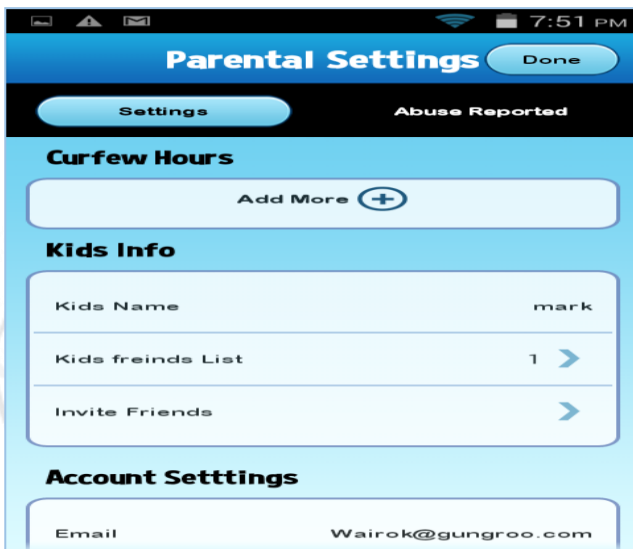 7:51 PM
Parental Settings Done
Settings Abuse Reported
Curfew Hours
Add More
Kids Info
Kids Name mark
Kids freinds List 1
Invite Friends
Account Setttings
Email Wairok@gungroo.com